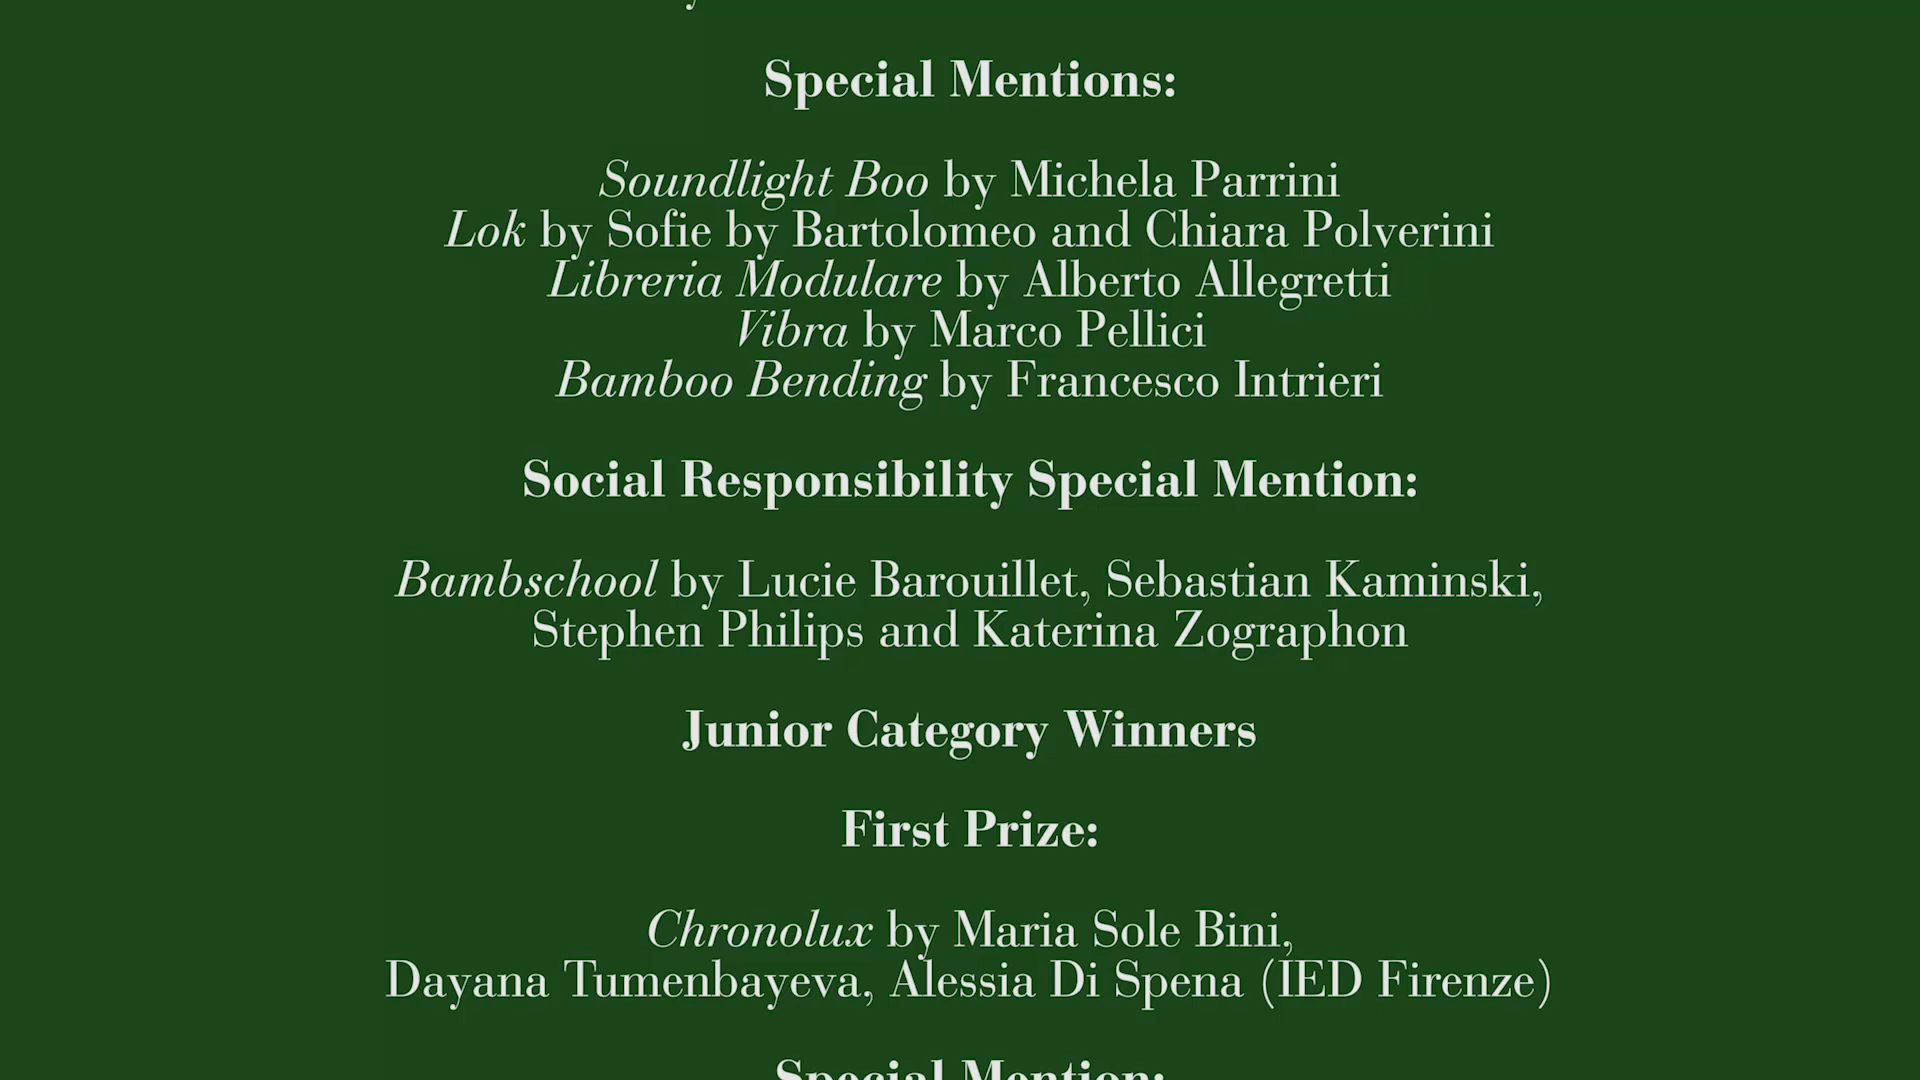 Special Mentions:
Soundlight Boo by Michela Parrini
Lok by Sofie by Bartolomeo and Chiara Polverini
Libreria Modulare by Alberto Allegretti
Vibra by Marco Pellici
Bamboo Bending by Francesco Intrieri
Social Responsibility Special Mention:
Bambschool by Lucie Barouillet, Sebastian Kaminski,
Stephen Philips and Katerina Zographon
Junior Category Winners
First Prize:
Chronolux by Maria Sole Bini,
Dayana Tumenbayeva, Alessia Di Spena (IED Firenze)
Special Mention: